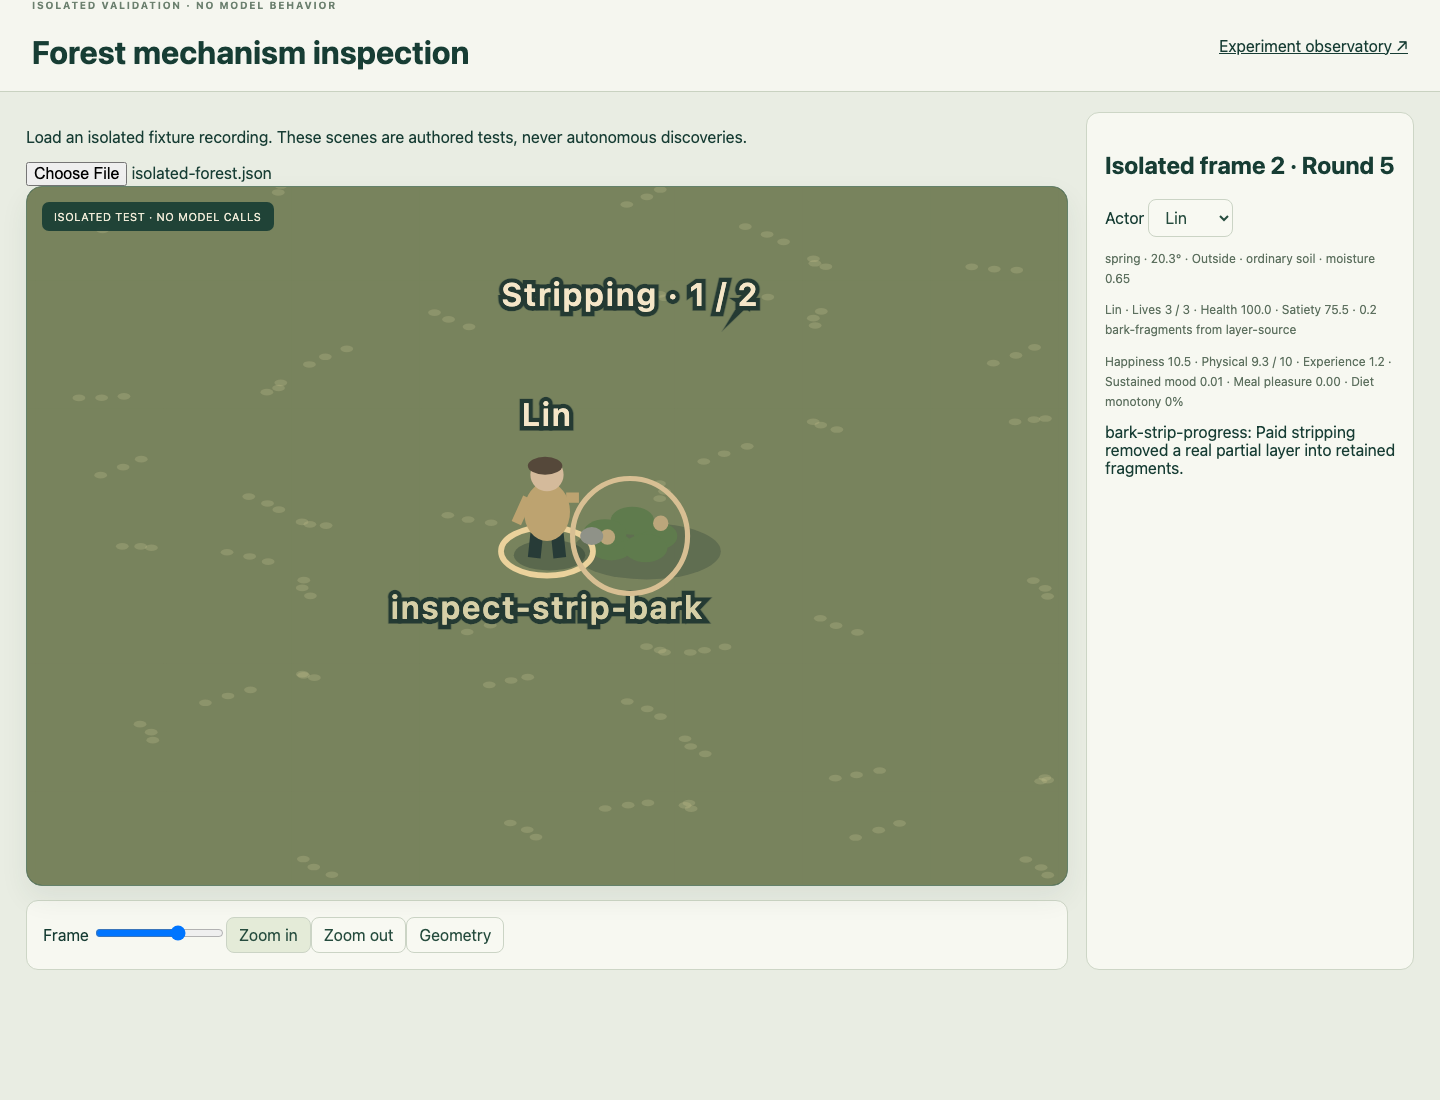 ISOLATED VALIDATION · NO MODEL BEHAVIOR
Forest mechanism inspection
Experiment observatory ↗
Load an isolated fixture recording. These scenes are authored tests, never autonomous discoveries.
Choose File isolated-forest.json
ISOLATED TEST · NO MODEL CALLS
Stripping · 1 / 2
Lin
inspect-strip-bark
Frame
Zoom in
Zoom out
Geometry
Isolated frame 2 · Round 5
Actor Lin
spring · 20.3° · Outside · ordinary soil · moisture
0.65
Lin · Lives 3 / 3 · Health 100.0 · Satiety 75.5 · 0.2
bark-fragments from layer-source
Happiness 10.5 · Physical 9.3 / 10 · Experience 1.2 ·
Sustained mood 0.01 · Meal pleasure 0.00 · Diet
monotony 0%
bark-strip-progress: Paid stripping
removed a real partial layer into retained
fragments.